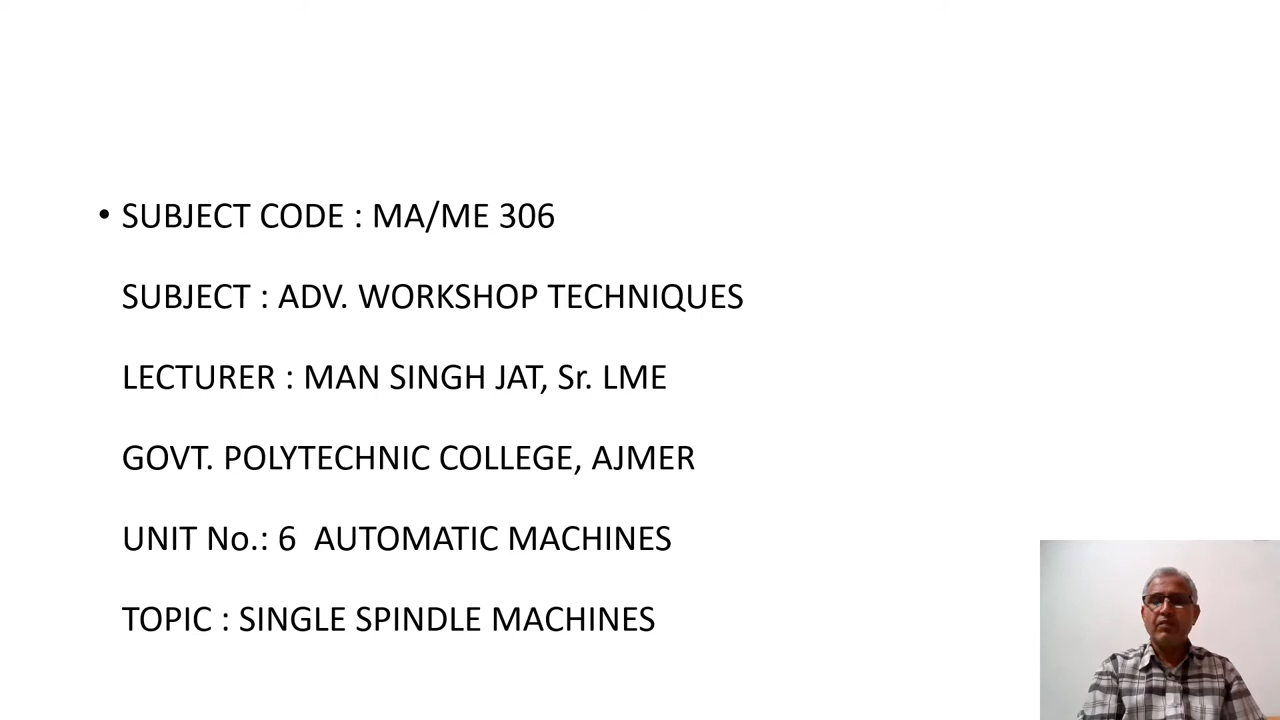 • SUBJECT CODE : MA/ME 306
SUBJECT : ADV. WORKSHOP TECHNIQUES
LECTURER : MAN SINGH JAT, Sr. LME
GOVT. POLYTECHNIC COLLEGE, AJMER
UNIT No.: 6  AUTOMATIC MACHINES
TOPIC : SINGLE SPINDLE MACHINES